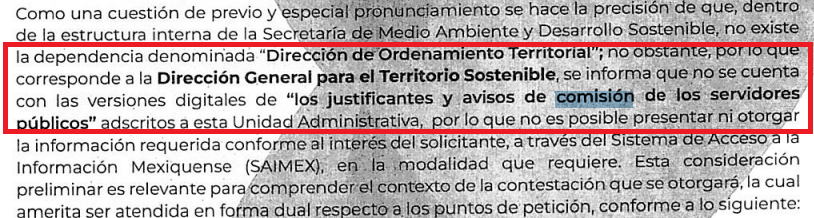 Como una cuestión de previo y especial pronunciamiento se hace la precisión de que, dentro
de la estructura interna de la Secretaría de Medio Ambiente y Desarrollo Sostenible, no existe
la dependencia denominada "Dirección de Ordenamiento Territorial"; no obstante, por lo que
corresponde a la Dirección General para el Territorio Sostenible, se informa que no se cuenta
con las versiones digitales de "los justificantes y avisos de comisión de los servidores
públicos" adscritos a esta Unidad Administrativa, por lo que no es posible presentar ni otorgar
la información requerida conforme al interés del solicitante, a través del Sistema de Acceso a la
Información Mexiquense (SAIMEX), en la modalidad que requiere. Esta consideración
preliminar es relevante para comprender el contexto de la contestación que se otorgará, la cual
amerita ser atendida en forma dual respecto a los puntos de petición, conforme a lo siguiente: